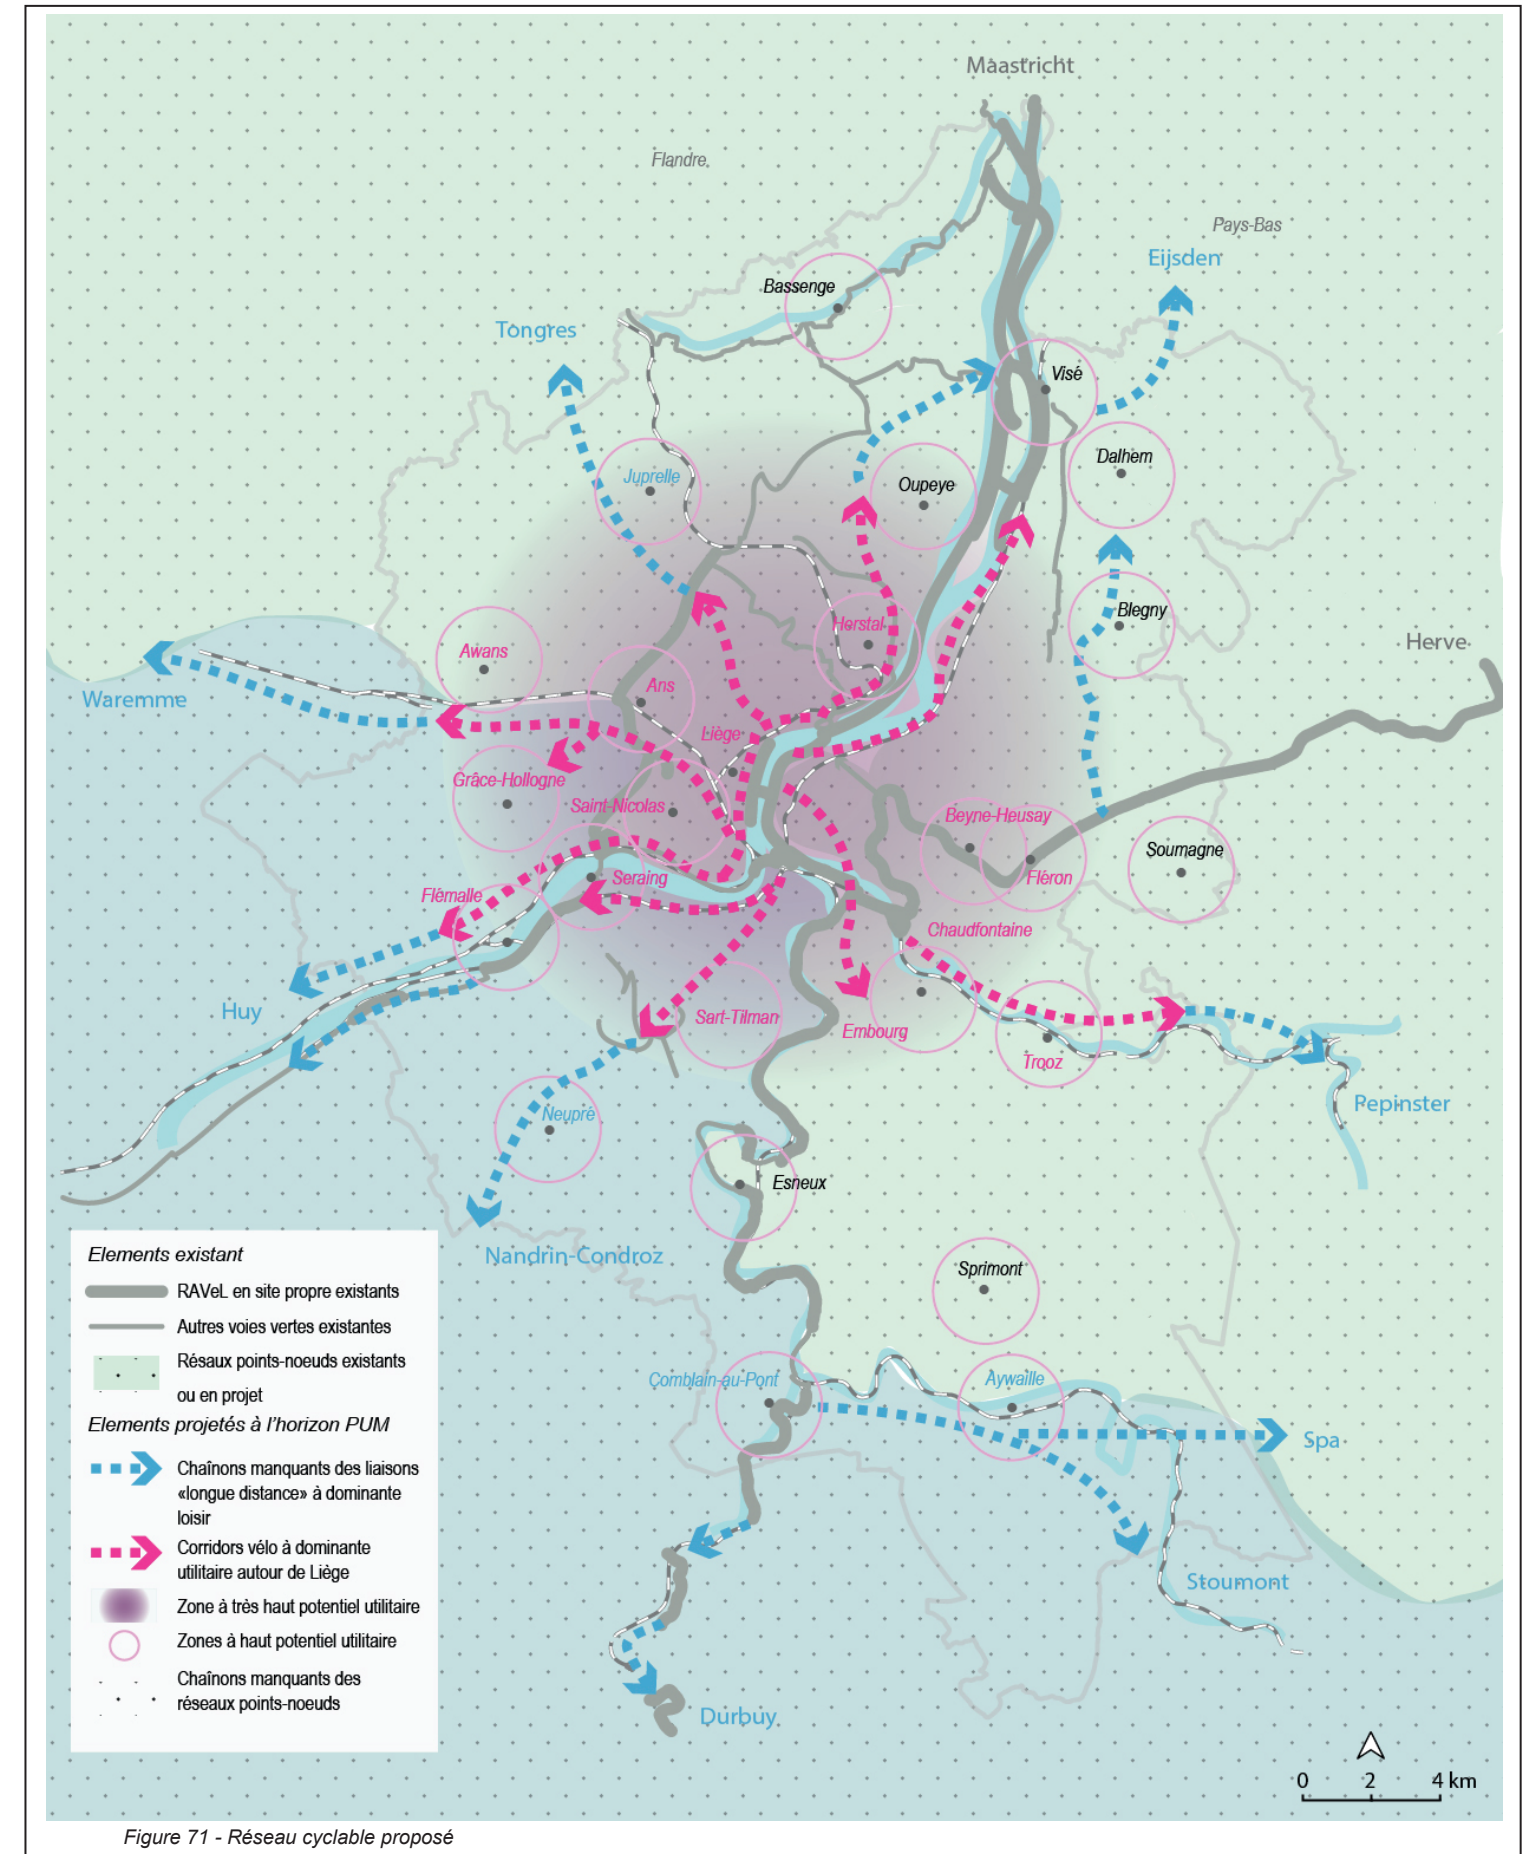 Maastricht
Flandre
Pays-Bas
Eijsden
Bassenge
Tongres
Visé
Dalhem
Juprelle
Oupeye
Blegny
Herstal
Herve
Awans
Ans
Waremme
Liège
Grâce-Hollogne
Saint-Nicolas
Beyne-Heusay
Soumagne
Seraing
Fléron
Flémalle
Chaudfontaine
Huy
Sart-Tilman
Embourg
Trooz
Pepinster
Neupré
Esneux
Nandrin-Condroz
Sprimont
Comblain-au-Pont
Aywaille
Spa
Stoumont
Durbuy
Elements existant
RAVeL en site propre existants
Autres voies vertes existantes
Résaux points-noeuds existants
ou en projet
Elements projetés à l'horizon PUM
Chaînons manquants des liaisons
«longue distance» à dominante
loisir
Corridors vélo à dominante
utilitaire autour de Liège
Zone à très haut potentiel utilitaire
Zones à haut potentiel utilitaire
Chaînons manquants des
réseaux points-noeuds
0 2 4 km
Figure 71 - Réseau cyclable proposé